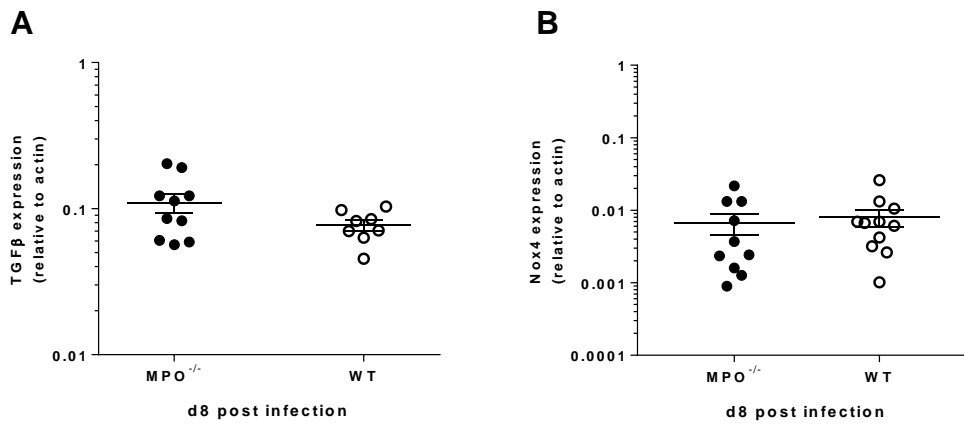 A
TGFβ expression
(relative to actin)
1
0.1
0.01
MPO-/-
WT
d8 post infection
B
Nox4 expression
(relative to actin)
1
0.1
0.01
0.001
0.0001
MPO-/-
WT
d8 post infection